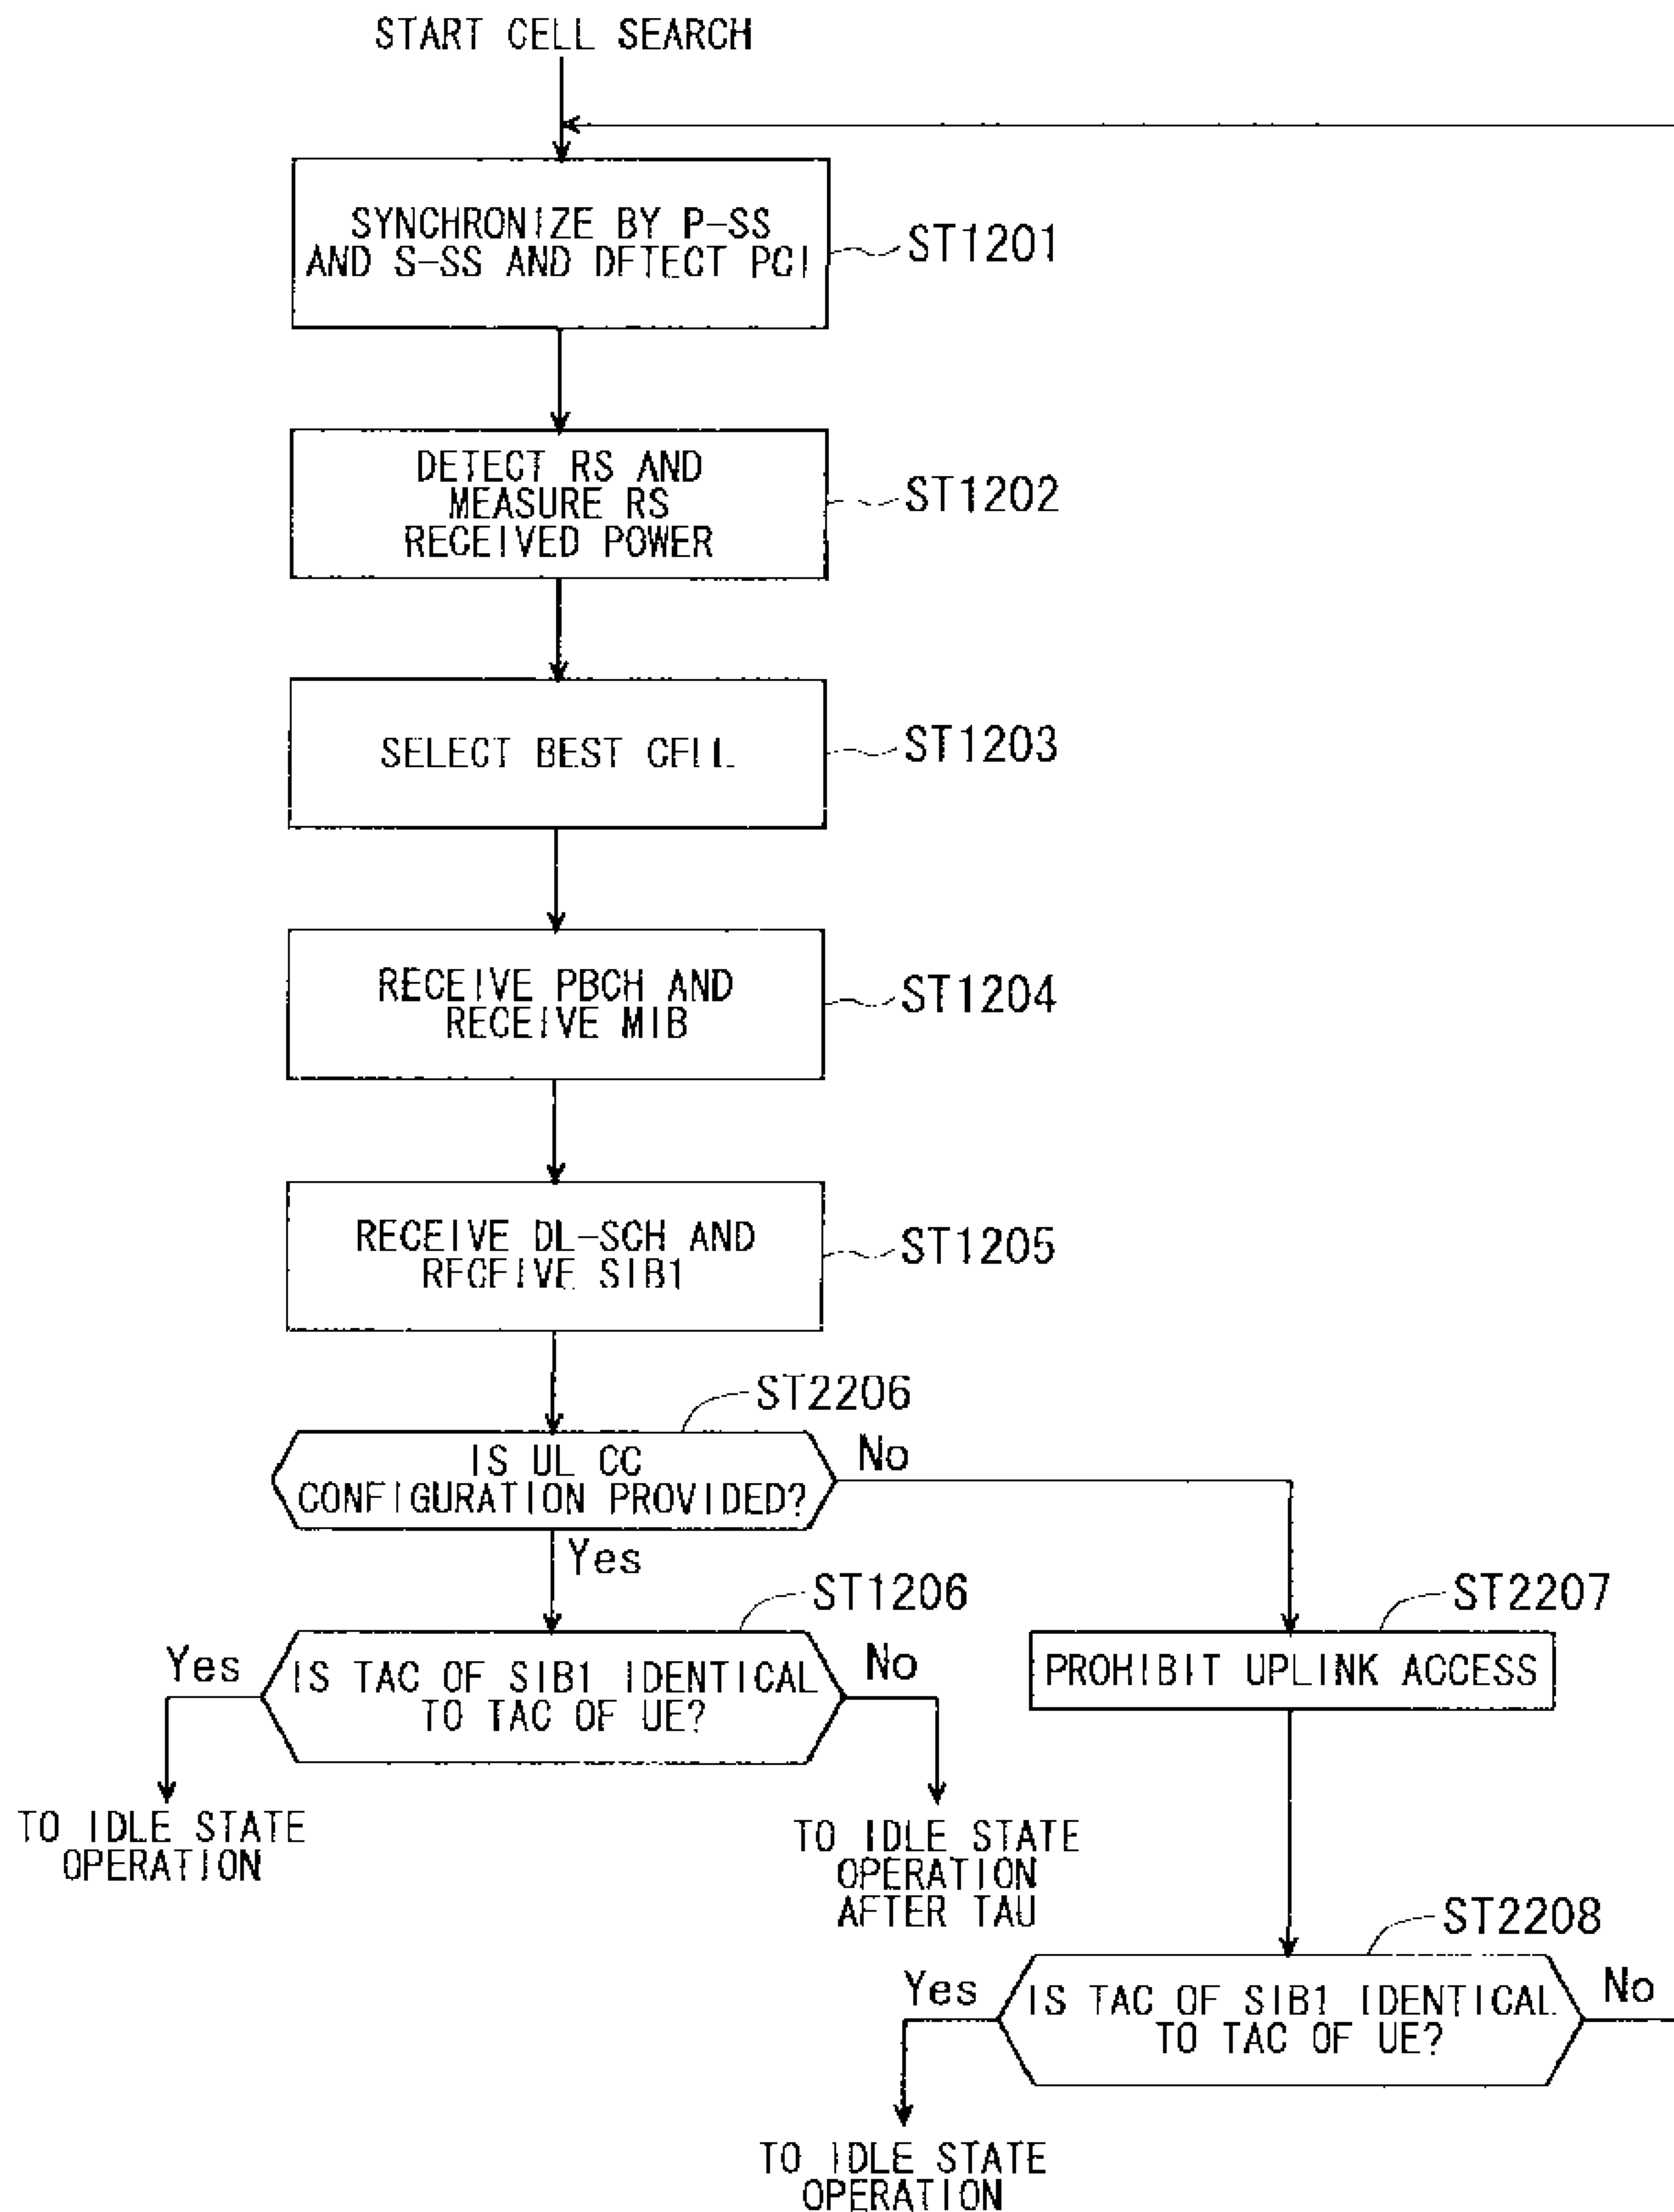 START CELL SEARCH
SYNCHRONIZE BY P-SS
AND S-SS AND DETECT PCI
ST1201
DETECT RS AND
MEASURE RS
RECEIVED POWER
ST1202
SELECT BEST CELL
ST1203
RECEIVE PBCH AND
RECEIVE MIB
ST1204
RECEIVE DL-SCH AND
RECEIVE SIB1
ST1205
ST2206
IS UL CC
CONFIGURATION PROVIDED?
No
Yes
ST1206
ST2207
Yes
IS TAC OF SIB1 IDENTICAL
TO TAC OF UE?
No
PROHIBIT UPLINK ACCESS
TO IDLE STATE
OPERATION
TO IDLE STATE
OPERATION
AFTER TAU
ST2208
Yes
IS TAC OF SIB1 IDENTICAL
TO TAC OF UE?
No
TO IDLE STATE
OPERATION